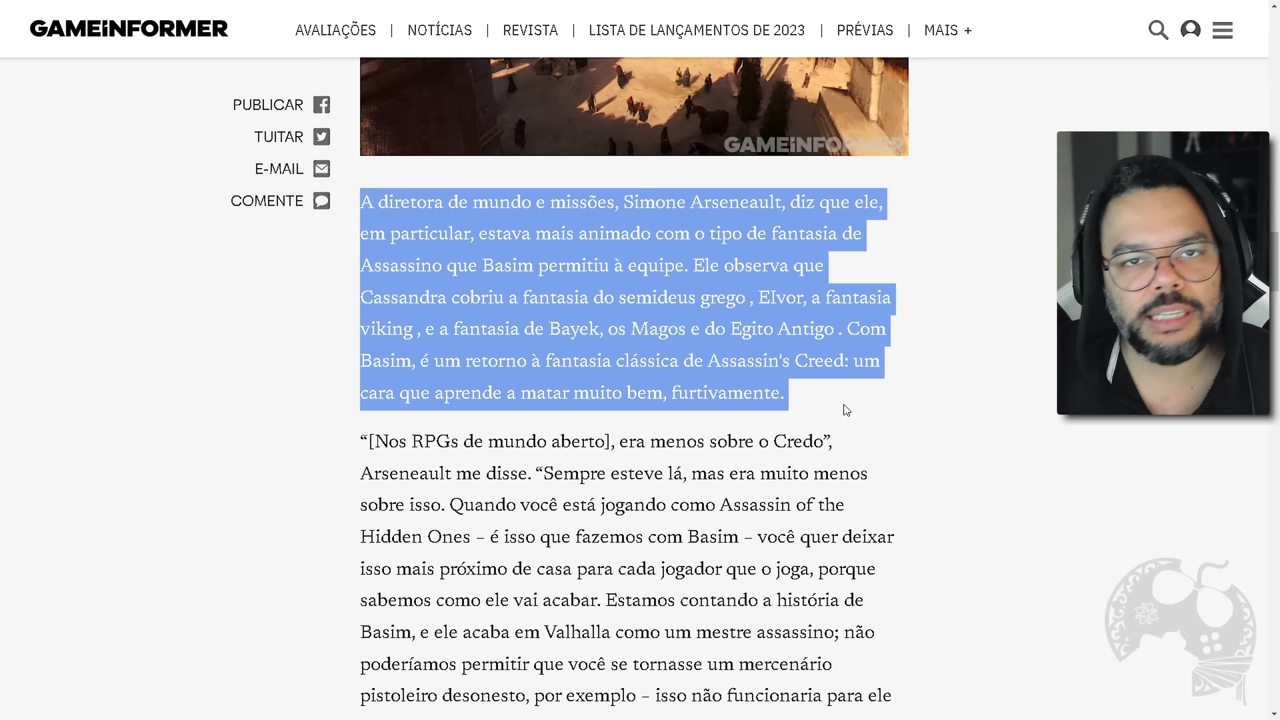 GAMEINFORMER
AVALIAÇÕES | NOTÍCIAS | REVISTA | LISTA DE LANÇAMENTOS DE 2023 | PRÉVIAS | MAIS +
PUBLICAR
TUITAR
E-MAIL
COMENTE
GAMEINFORMER
A diretora de mundo e missões, Simone Arseneault, diz que ele,
em particular, estava mais animado com o tipo de fantasia de
Assassino que Basim permitiu à equipe. Ele observa que
Cassandra cobriu a fantasia do semideus grego , EIvor, a fantasia
viking , e a fantasia de Bayek, os Magos e do Egito Antigo . Com
Basim, é um retorno à fantasia clássica de Assassin's Creed: um
cara que aprende a matar muito bem, furtivamente.
“[Nos RPGs de mundo aberto], era menos sobre o Credo”,
Arseneault me disse. “Sempre esteve lá, mas era muito menos
sobre isso. Quando você está jogando como Assassin of the
Hidden Ones – é isso que fazemos com Basim – você quer deixar
isso mais próximo de casa para cada jogador que o joga, porque
sabemos como ele vai acabar. Estamos contando a história de
Basim, e ele acaba em Valhalla como um mestre assassino; não
poderíamos permitir que você se tornasse um mercenário
pistoleiro desonesto, por exemplo – isso não funcionaria para ele